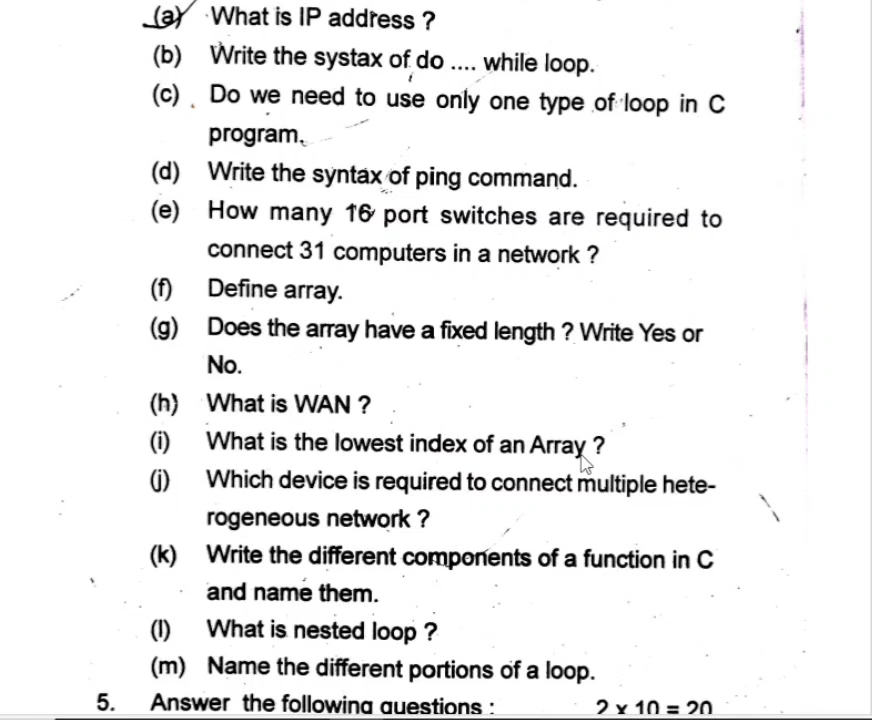 (a) What is IP address ?
(b) Write the systax of do .... while loop.
(c) Do we need to use only one type of loop in C
program.
(d) Write the syntax of ping command.
(e) How many 16 port switches are required to
connect 31 computers in a network ?
(f) Define array.
(g) Does the array have a fixed length ? Write Yes or
No.
(h) What is WAN ?
(i) What is the lowest index of an Array ?
(j) Which device is required to connect multiple hete-
rogeneous network ?
(k) Write the different components of a function in C
and name them.
(l) What is nested loop ?
(m) Name the different portions of a loop.
5. Answer the following questions : 2 x 10 = 20